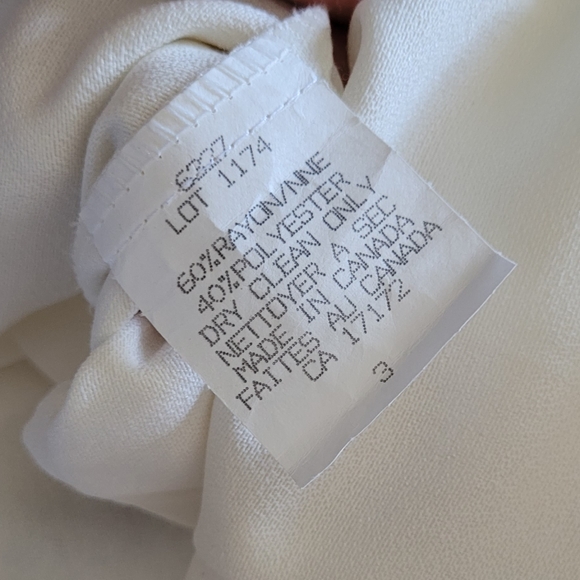 6227
LOT 1174
60%RAYON/NNE
40%POLYESTER
DRY CLEAN ONLY
NETTOYER A SEC
MADE IN CANADA
FAITES AU CANADA
CA 17172
3